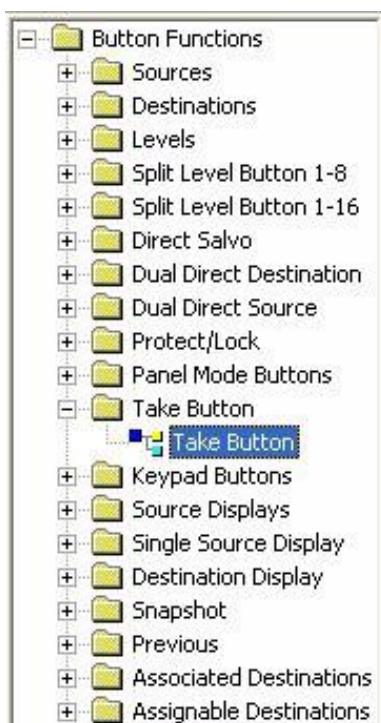 Button Functions
Sources
Destinations
Levels
Split Level Button 1-8
Split Level Button 1-16
Direct Salvo
Dual Direct Destination
Dual Direct Source
Protect/Lock
Panel Mode Buttons
Take Button
Take Button
Keypad Buttons
Source Displays
Single Source Display
Destination Display
Snapshot
Previous
Associated Destinations
Assignable Destinations